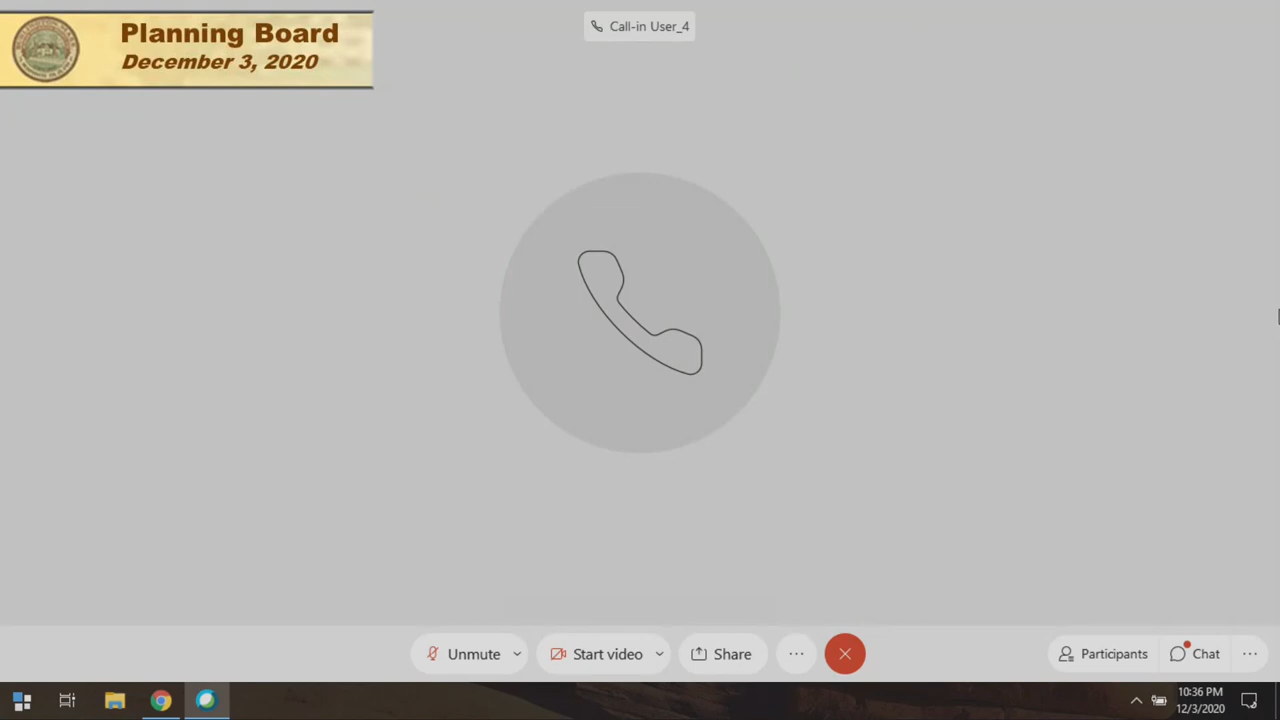 Planning Board
December 3, 2020
Call-in User_4
Unmute
Start video
Share
Participants
Chat
10:36 PM
12/3/2020